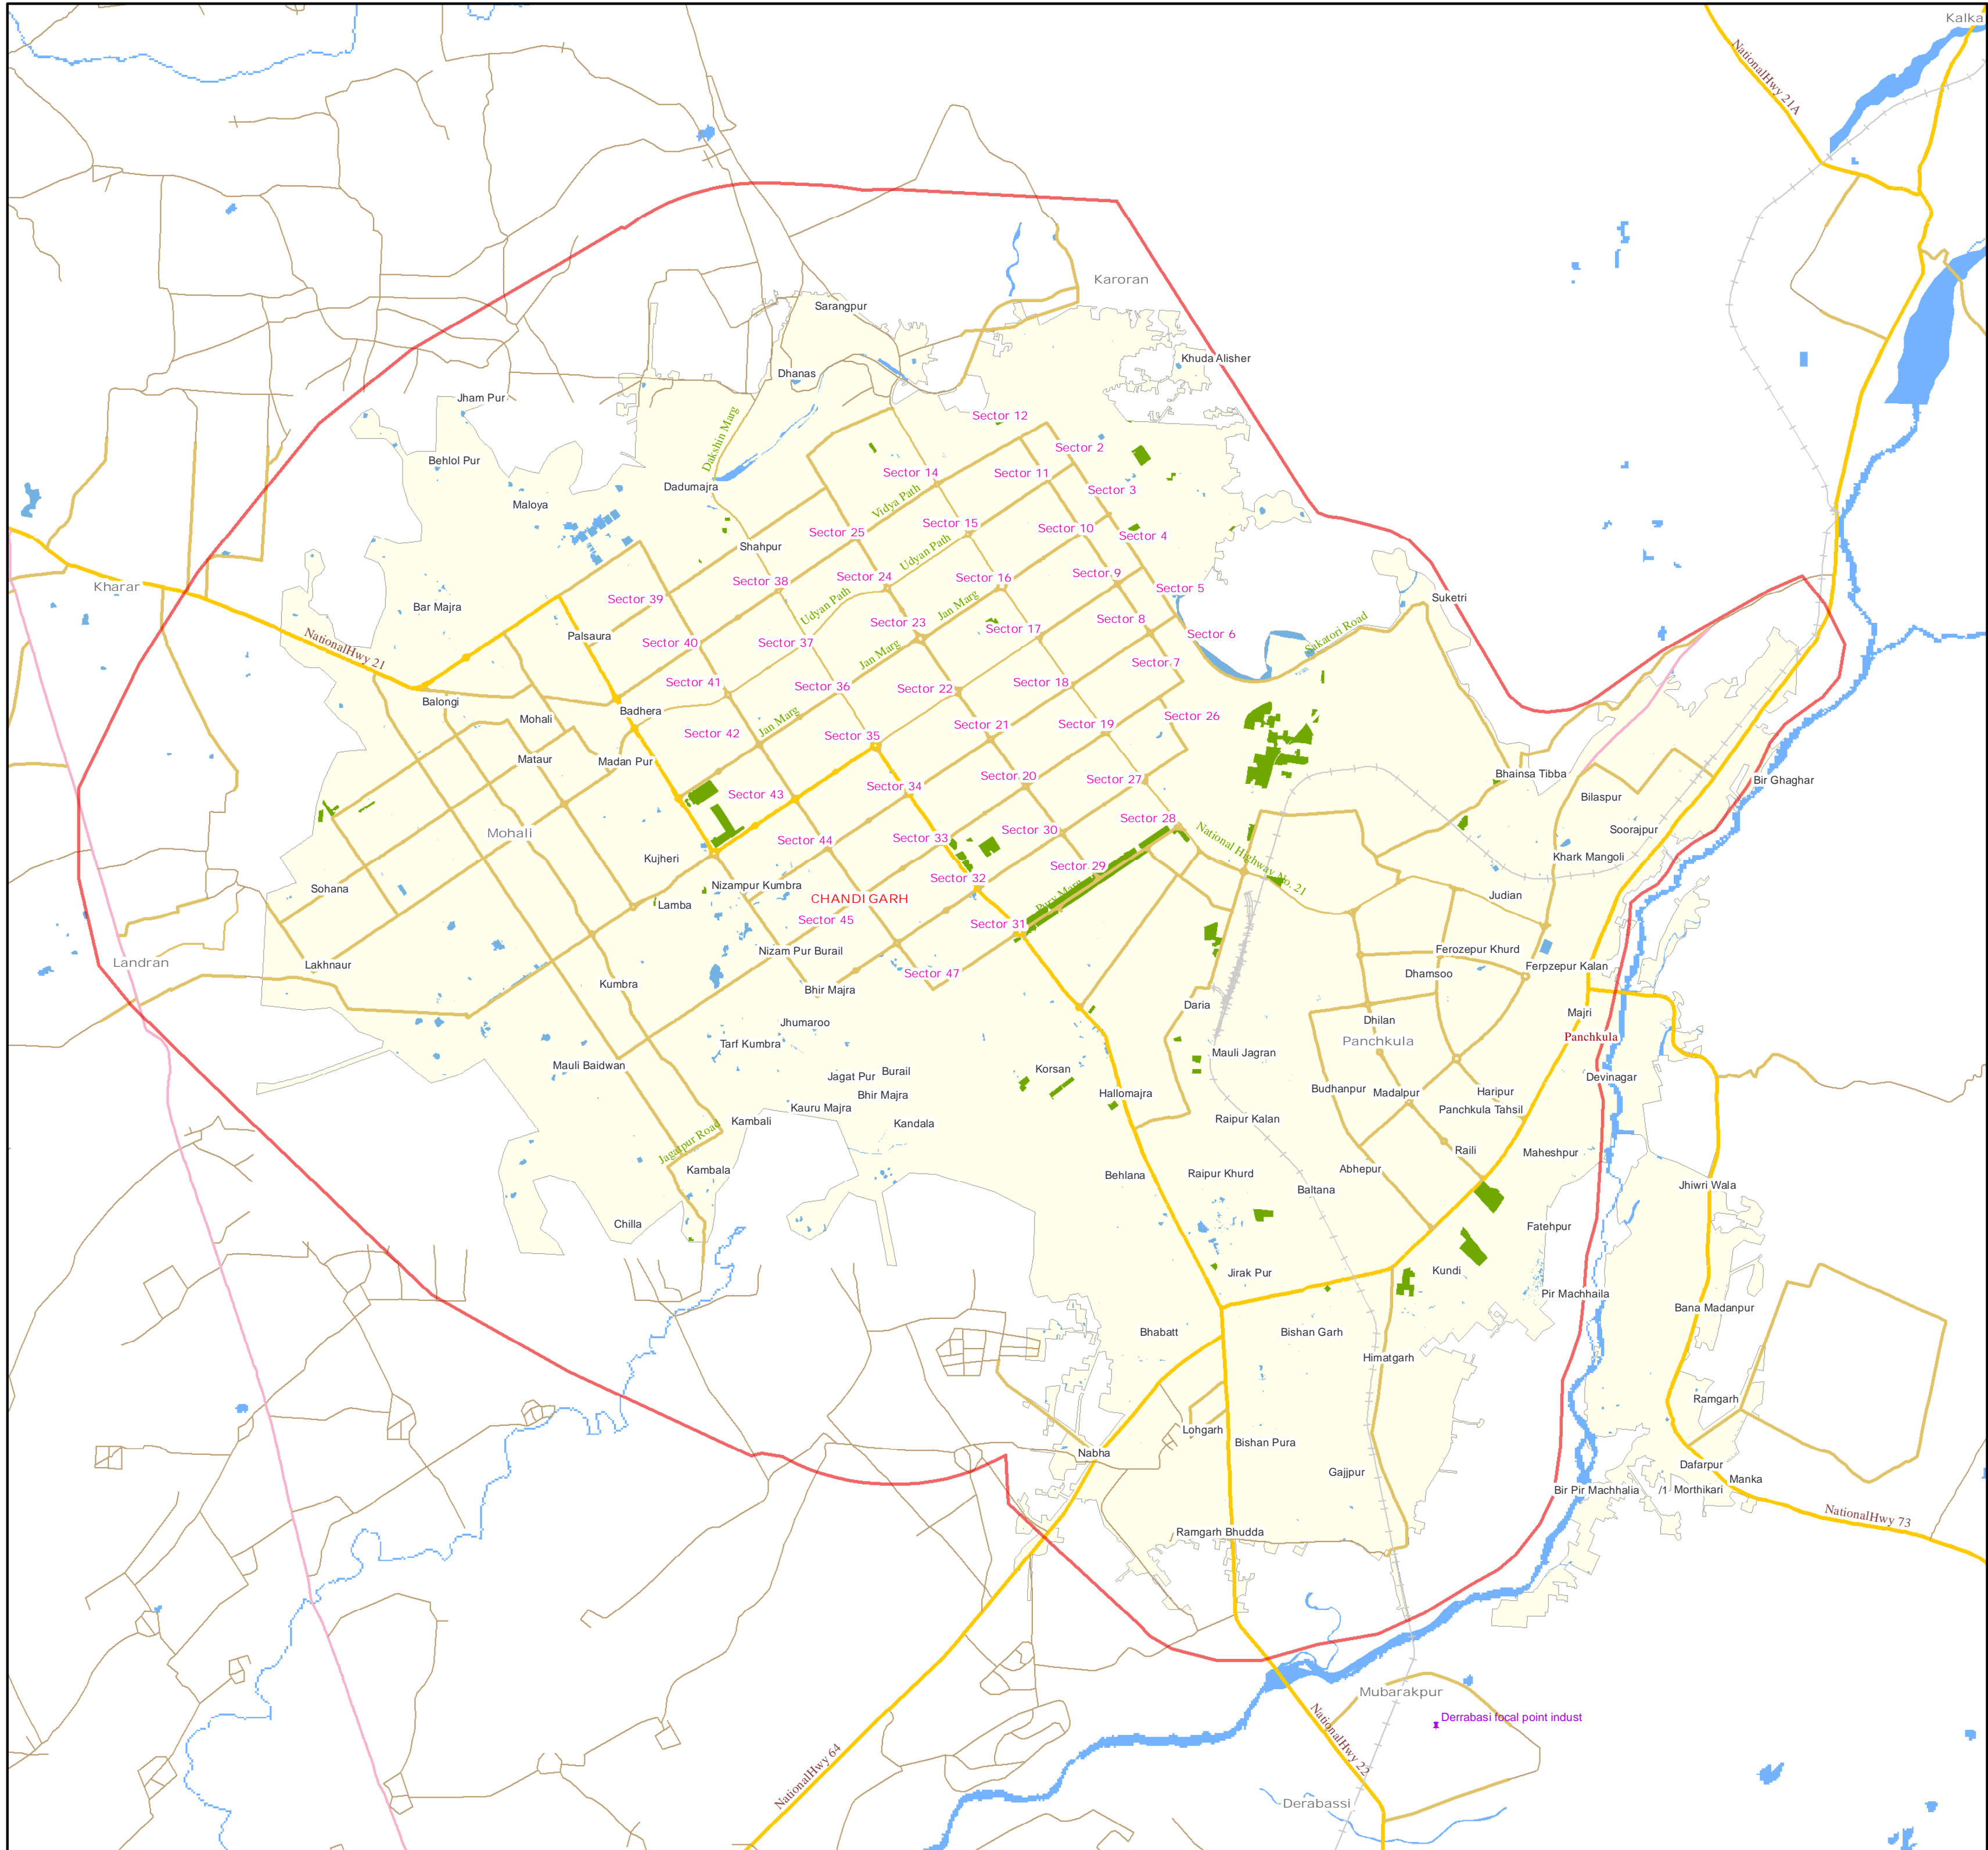 Kalka
NationalHwy 21A
Karoran
Sarangpur
Khuda Alisher
Dhanas
Jham Pur
Dakshin Marg
Sector 12
Sector 2
Behlol Pur
Sector 14
Sector 11
Dadumajra
Sector 3
Maloya
Vidya Path
Sector 15
Sector 10
Sector 25
Sector 4
Shahpur
Udyan Path
Kharar
Sector 38
Sector 24
Sector 16
Sector 9
Sector 5
Bar Majra
Sector 39
Udyan Path
Jan Marg
Suketri
NationalHwy 21
Palsaura
Sector 40
Sector 37
Sector 23
Sector 17
Sector 8
Sector 6
Sukatori Road
Jan Marg
Sector 7
Sector 41
Sector 36
Sector 22
Sector 18
Balongi
Mohali
Badhera
Jan Marg
Sector 42
Sector 35
Sector 21
Sector 19
Sector 26
Mataur
Madan Pur
Bhainsa Tibba
Bir Ghaghar
Sector 43
Sector 34
Sector 20
Sector 27
Bilaspur
Mohali
Sector 44
Sector 33
Sector 30
Sector 28
National Highway No. 21
Soorajpur
Kujheri
Sector 29
Khark Mangoli
Sohana
Nizampur Kumbra
Sector 32
Purv Marg
Judian
Lamba
CHANDIGARH
Sector 45
Sector 31
Landran
Lakhnaur
Nizam Pur Burail
Sector 47
Ferozepur Khurd
Ferpzepur Kalan
Dhamsoo
Kumbra
Bhir Majra
Daria
Majri
Jhumaroo
Dhilan
Tarf Kumbra
Panchkula
Panchkula
Mauli Jagran
Mauli Baidwan
Jagat Pur
Burail
Korsan
Devinagar
Bhir Majra
Hallomajra
Budhanpur
Madalpur
Haripur
Kauru Majra
Panchkula Tahsil
Kambali
Kandala
Raipur Kalan
Jagatpur Road
Raili
Maheshpur
Kambala
Behlana
Raipur Khurd
Abhepur
Baltana
Jhiwri Wala
Chilla
Fatehpur
Jirak Pur
Kundi
Pir Machhaila
Bana Madanpur
Bhabatt
Bishan Garh
Himatgarh
Ramgarh
Lohgarh
Bishan Pura
Nabha
Gajjpur
Dafarpur
Manka
Bir Pir Machhalia
/1 Morthikari
NationalHwy 73
Ramgarh Bhudda
Mubarakpur
Derrabasi focal point indust
NationalHwy 64
NationalHwy 22
Derabassi